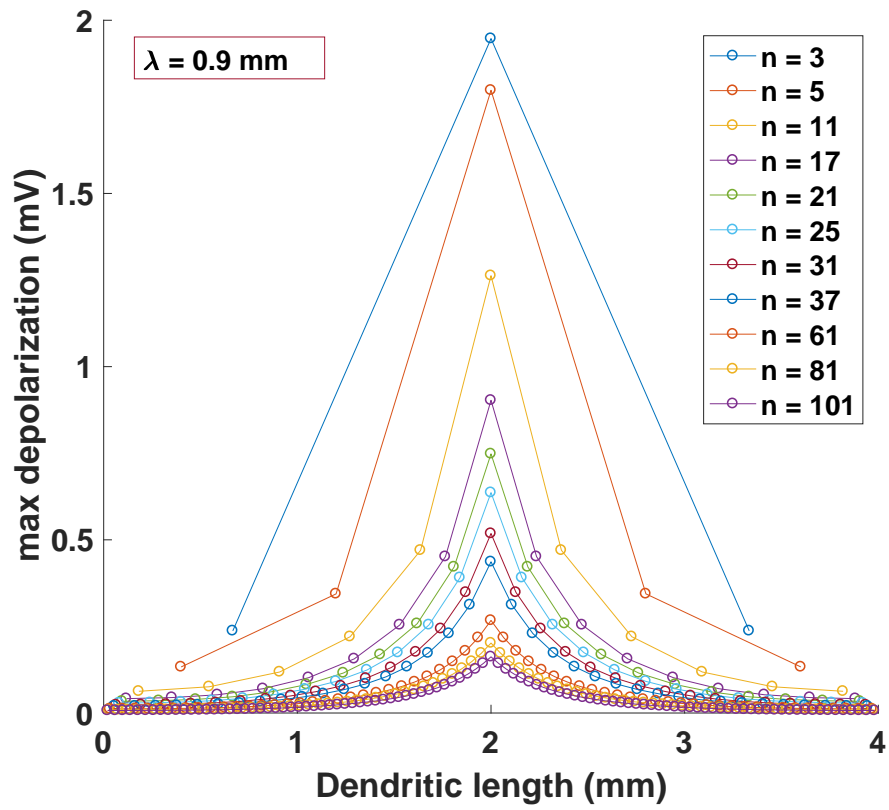 2
λ = 0.9 mm
n = 3
n = 5
n = 11
n = 17
n = 21
n = 25
n = 31
n = 37
n = 61
n = 81
n = 101
1.5
1
0.5
0
max depolarization (mV)
0 1 2 3 4
Dendritic length (mm)